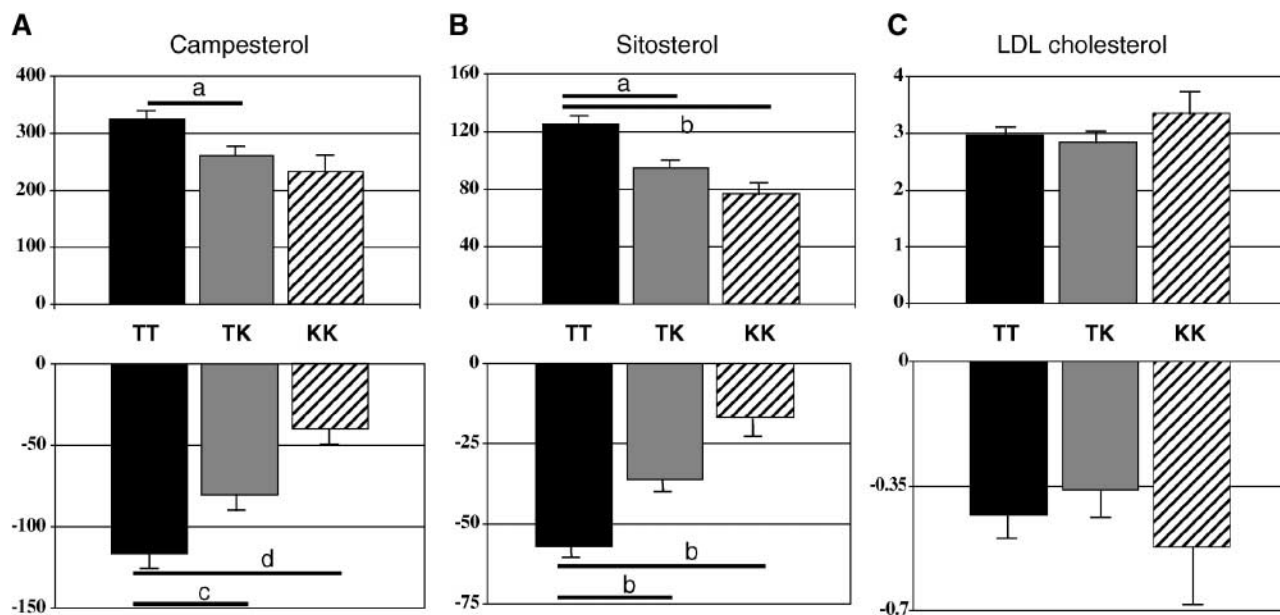 A
Campesterol
400
300
200
100
0
a
TT
TK
KK
0
-50
-100
-150
d
c
B
Sitosterol
160
120
80
40
0
a
b
TT
TK
KK
0
-25
-50
-75
b
b
C
LDL cholesterol
4
3
2
1
0
TT
TK
KK
0
-0.35
-0.7